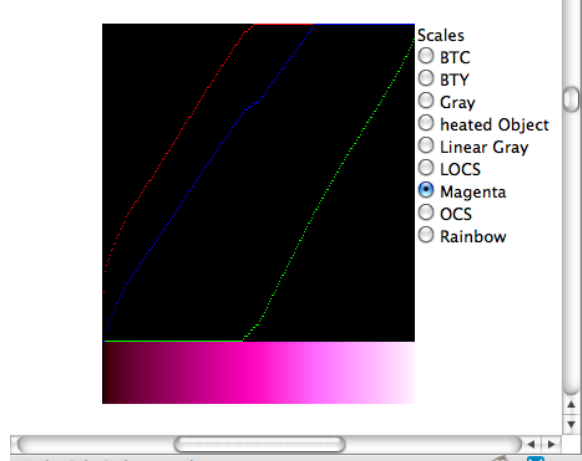 Scales
BTC
BTY
Gray
heated Object
Linear Gray
LOCS
Magenta
OCS
Rainbow